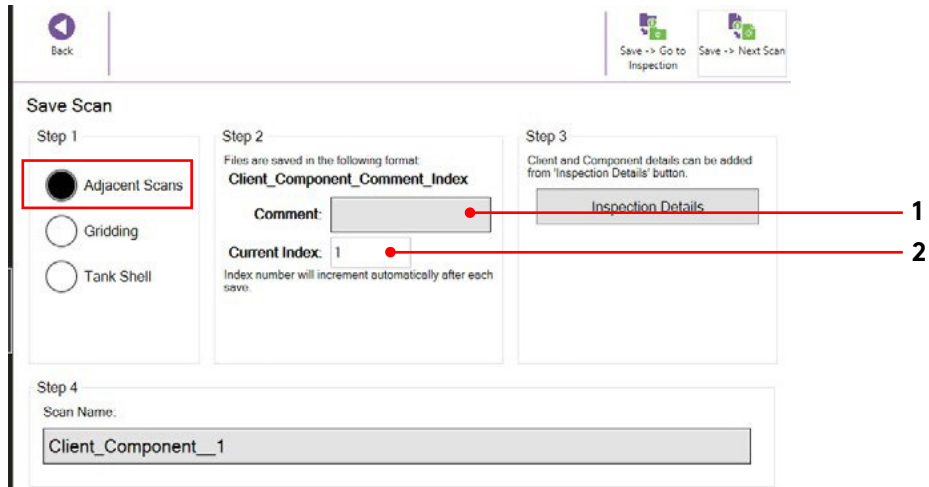 Back
Save -> Go to
Inspection
Save -> Next Scan
Save Scan
Step 1
Adjacent Scans
Gridding
Tank Shell
Step 2
Files are saved in the following format:
Client_Component_Comment_Index
Comment:
1
Current Index: 1
2
Index number will increment automatically after each
save.
Step 3
Client and Component details can be added
from 'Inspection Details' button.
Inspection Details
Step 4
Scan Name:
Client_Component__1